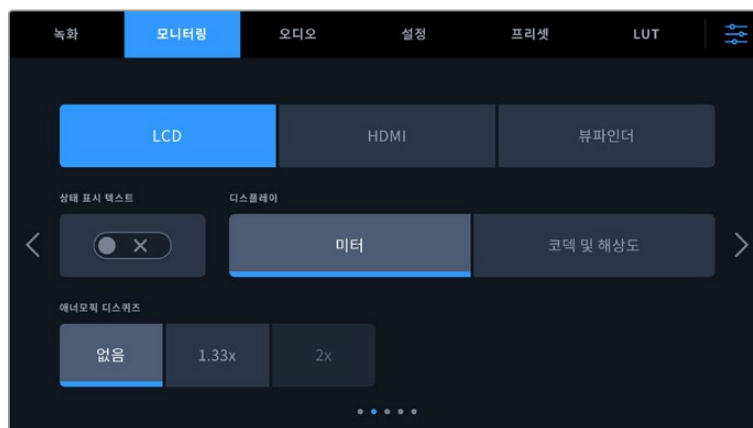 녹화 모니터링 오디오 설정 프리셋 LUT
LCD HDMI 뷰파인더
상태 표시 텍스트 디스플레이
미터 코덱 및 해상도
애너모픽 디스퀴즈
없음 1.33x 2x